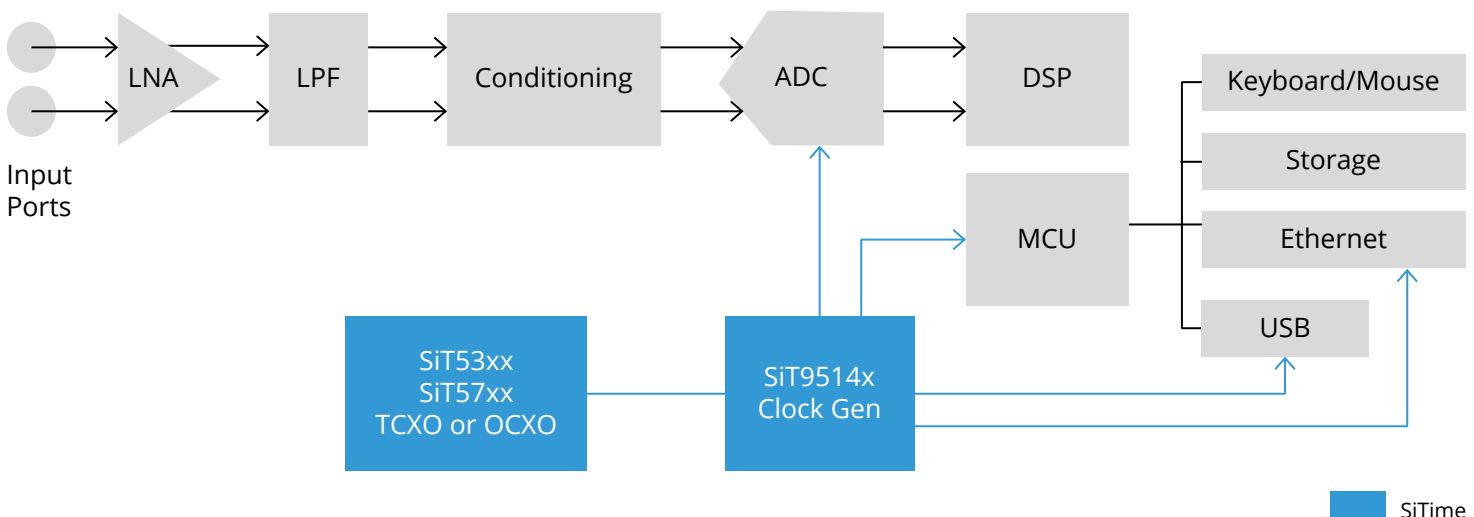 LNA
LPF
Conditioning
ADC
DSP
Input
Ports
Keyboard/Mouse
Storage
MCU
Ethernet
USB
SiT53xx
SiT57xx
TCXO or OCXO
SiT9514x
Clock Gen
SiTime